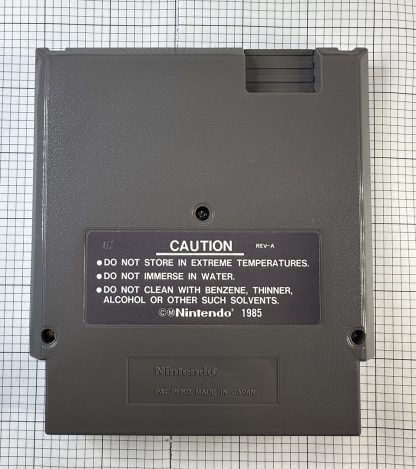 CAUTION REV-A
● DO NOT STORE IN EXTREME TEMPERATURES.
● DO NOT IMMERSE IN WATER.
● DO NOT CLEAN WITH BENZENE, THINNER,
ALCOHOL OR OTHER SUCH SOLVENTS.
©ⓂNintendo® 1985
Nintendo®
PAT. PEND. MADE IN JAPAN